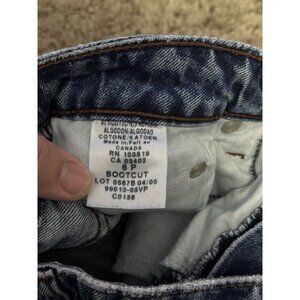 ALGODON/ALGODAO
COTONE/KATOEN
Made in/Fait au
CANADA
RN 103819
CA 03402
6 P
BOOTCUT
LOT 0567B 04/05
99010-05VP
C0138